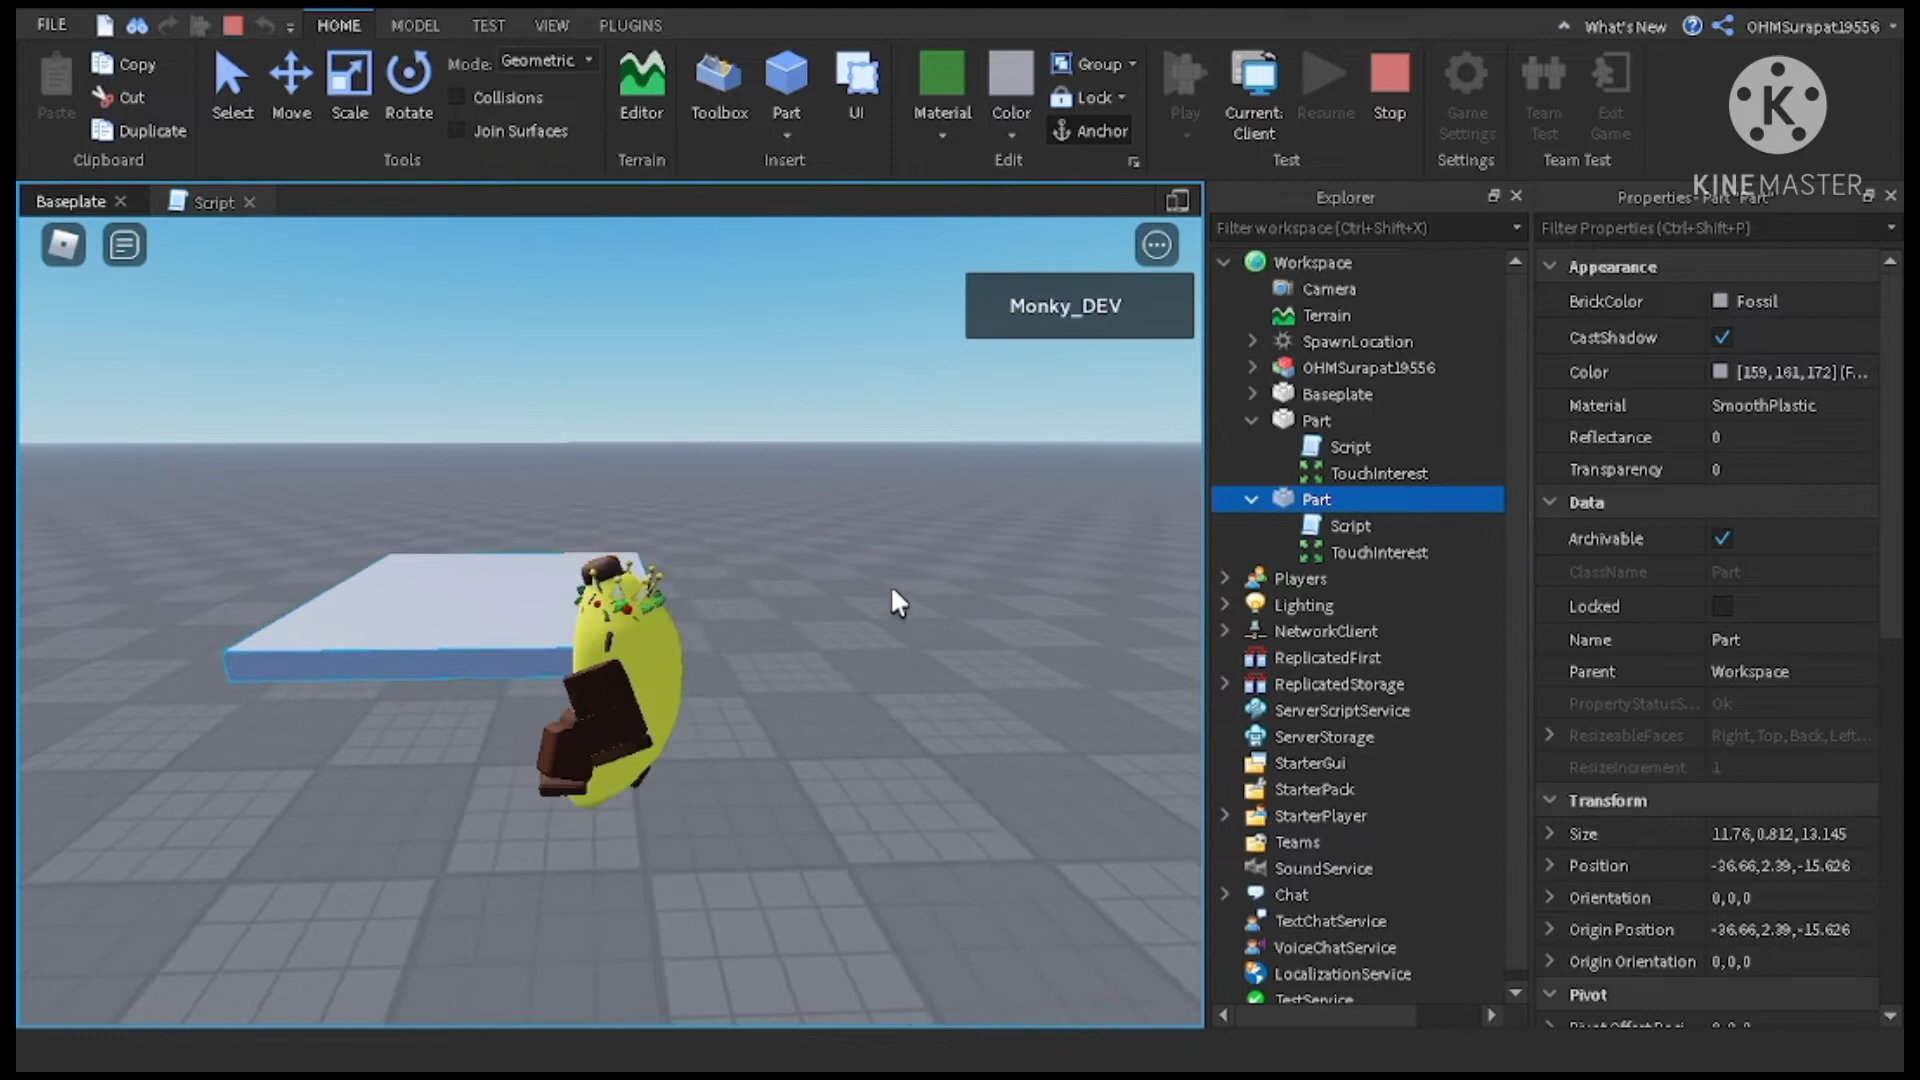 FILE HOME MODEL TEST VIEW PLUGINS What's New OHMSurapat19556
Paste Copy Cut Duplicate Clipboard
Select Move Scale Rotate Mode: Geometric Collisions Join Surfaces Tools
Editor Terrain
Toolbox Part UI Insert
Material Color Group Lock Anchor Edit
Play Current: Client Resume Stop Test
Game Settings Settings
Team Test Exit Game Team Test
K
KINEMASTER
Baseplate Script
Monky_DEV
Explorer
Filter workspace (Ctrl+Shift+X)
Workspace
Camera
Terrain
SpawnLocation
OHMSurapat19556
Baseplate
Part
Script
TouchInterest
Part
Script
TouchInterest
Players
Lighting
NetworkClient
ReplicatedFirst
ReplicatedStorage
ServerScriptService
ServerStorage
StarterGui
StarterPack
StarterPlayer
Teams
SoundService
Chat
TextChatService
VoiceChatService
LocalizationService
TestService
Properties - Part "Part"
Filter Properties (Ctrl+Shift+P)
Appearance
BrickColor Fossil
CastShadow
Color [159, 161, 172] (F...
Material SmoothPlastic
Reflectance 0
Transparency 0
Data
Archivable
ClassName Part
Locked
Name Part
Parent Workspace
PropertyStatusS... Ok
ResizeableFaces Right, Top, Back, Left...
ResizeIncrement 1
Transform
Size 11.76, 0.812, 13.145
Position -36.66, 2.39, -15.626
Orientation 0, 0, 0
Origin Position -36.66, 2.39, -15.626
Origin Orientation 0, 0, 0
Pivot